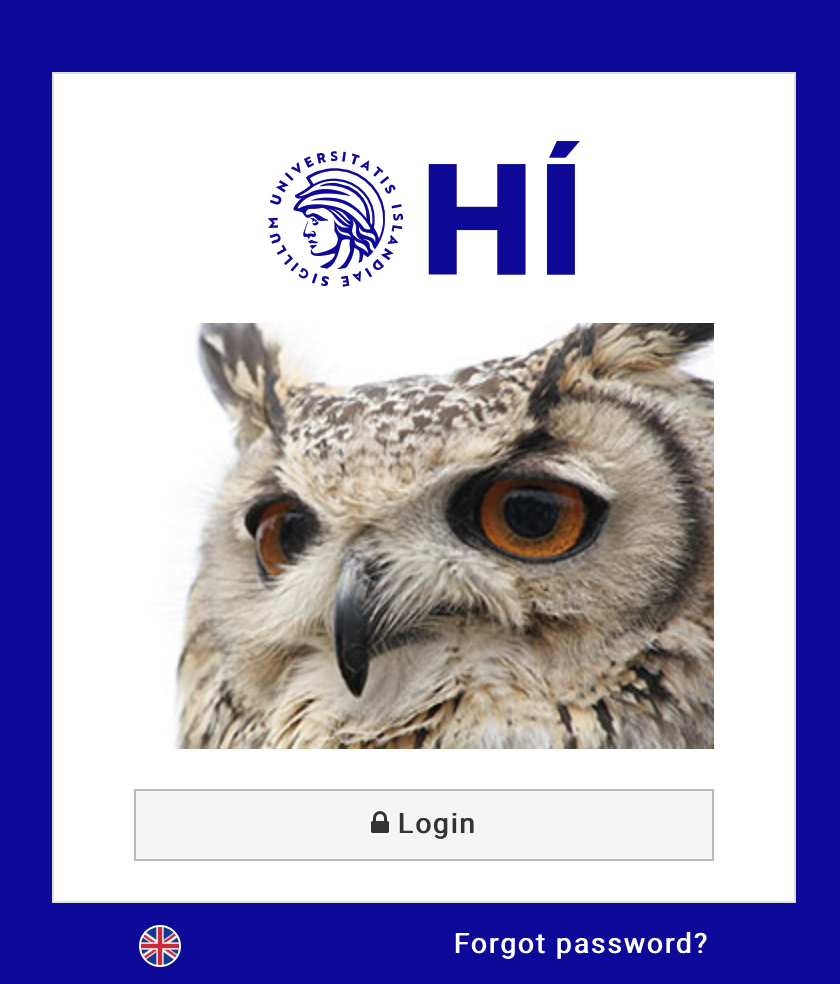 UNIVERSITATIS ISLANDIAE SIGILLUM
HÍ
Login
Forgot password?